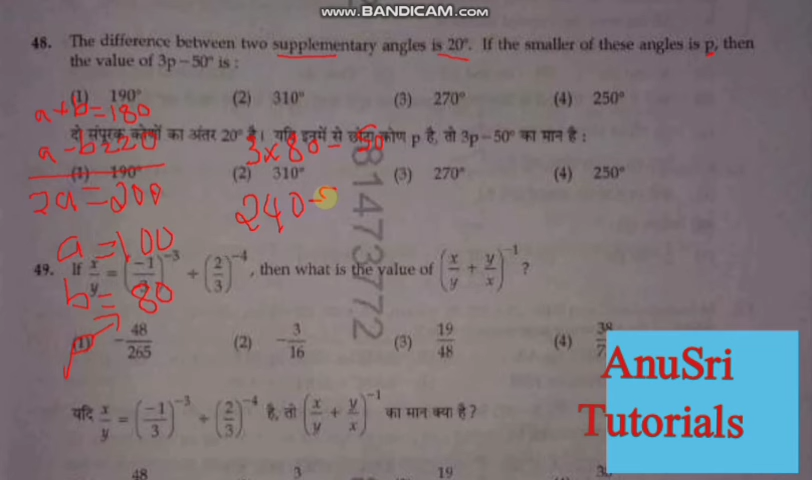 www.BANDICAM.com
48. The difference between two supplementary angles is 20°. If the smaller of these angles is p, then
the value of 3p – 50° is :
(1) 190° (2) 310° (3) 270° (4) 250°
a + b = 180
दो संपूरक कोणों का अंतर 20° है। यदि इनमें से छोटा कोण p है, तो 3p – 50° का मान है :
a - b = 20
3 x 80 - 50
(1) 190° (2) 310° (3) 270° (4) 250°
2a = 200
240 - 5
a = 100
49. If x/y = (-1/3)^-3 ÷ (2/3)^-4, then what is the value of (x/y + y/x)^-1 ?
b = 80
p
(1) -48/265 (2) -3/16 (3) 19/48 (4)
यदि x/y = (-1/3)^-3 ÷ (2/3)^-4 है, तो (x/y + y/x)^-1 का मान क्या है ?
48 3 19
81473772
AnuSri
Tutorials